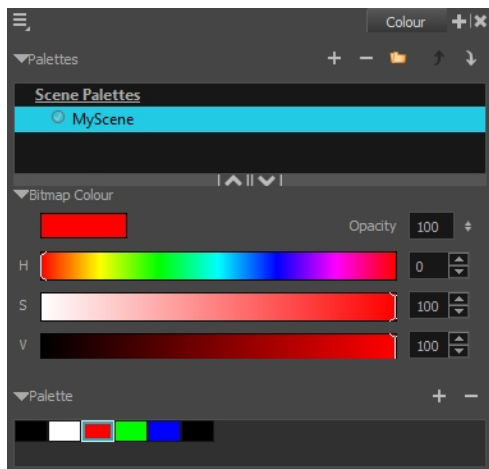 Colour
Palettes
Scene Palettes
MyScene
Bitmap Colour
Opacity 100
H 0
S 100
V 100
Palette